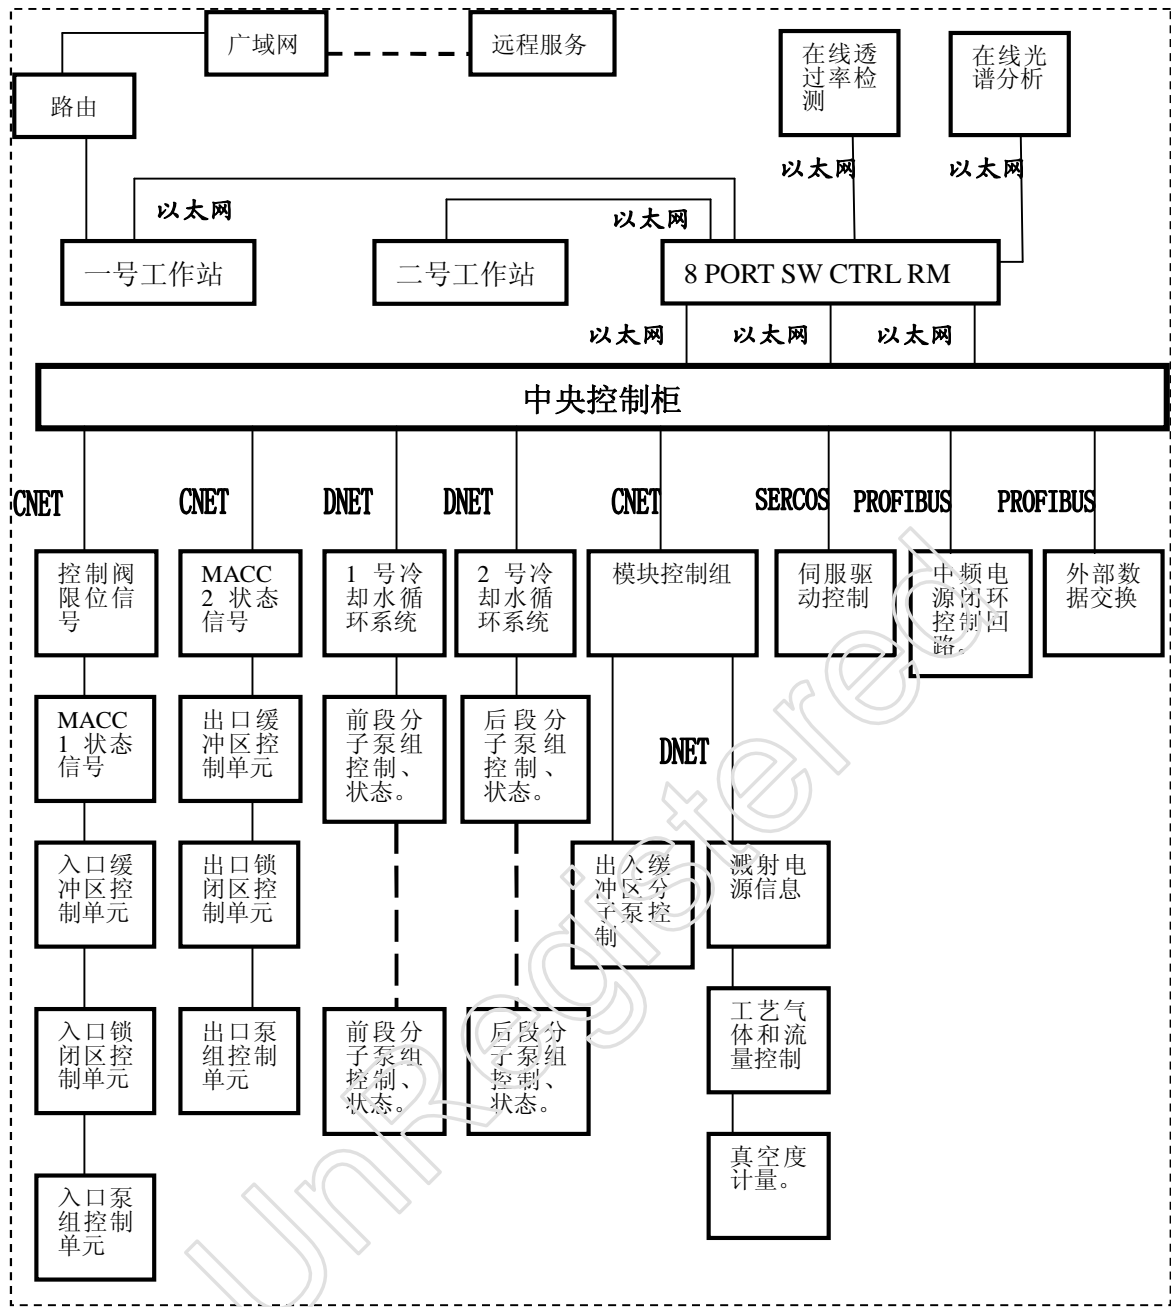 广域网
远程服务
在线透
过率检
测
在线光
谱分析
路由
以太网
以太网
以太网
以太网
一号工作站
二号工作站
8 PORT SW CTRL RM
以太网
以太网
以太网
中央控制柜
CNET
CNET
DNET
DNET
CNET
SERCOS
PROFIBUS
PROFIBUS
控制阀
限位信
号
MACC
2 状态
信号
1 号冷
却水循
环系统
2 号冷
却水循
环系统
模块控制组
伺服驱
动控制
中频电
源闭环
控制回
路。
外部数
据交换
MACC
1 状态
信号
出口缓
冲区控
制单元
前段分
子泵组
控制、
状态。
后段分
子泵组
控制、
状态。
DNET
入口缓
冲区控
制单元
出口锁
闭区控
制单元
出入缓
冲区分
子泵控
制
溅射电
源信息
入口锁
闭区控
制单元
出口泵
组控制
单元
前段分
子泵组
控制、
状态。
后段分
子泵组
控制、
状态。
工艺气
体和流
量控制
入口泵
组控制
单元
真空度
计量。
UnRegistered